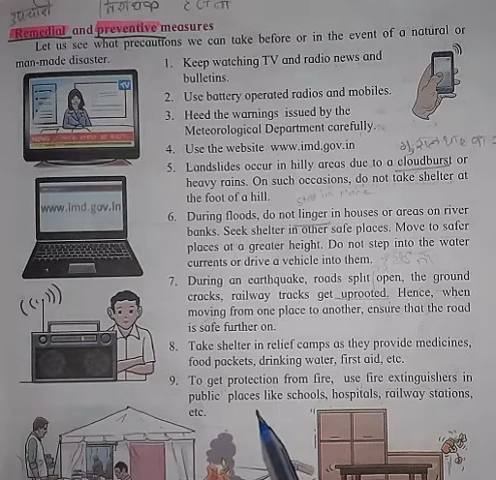 Remedial and preventive measures
Let us see what precautions we can take before or in the event of a natural or
man-made disaster.
1. Keep watching TV and radio news and
bulletins.
2. Use battery operated radios and mobiles.
3. Heed the warnings issued by the
Meteorological Department carefully.
4. Use the website www.imd.gov.in
5. Landslides occur in hilly areas due to a cloudburst or
heavy rains. On such occasions, do not take shelter at
the foot of a hill.
6. During floods, do not linger in houses or areas on river
banks. Seek shelter in other safe places. Move to safer
places at a greater height. Do not step into the water
currents or drive a vehicle into them.
7. During an earthquake, roads split open, the ground
cracks, railway tracks get uprooted. Hence, when
moving from one place to another, ensure that the road
is safe further on.
8. Take shelter in relief camps as they provide medicines,
food packets, drinking water, first aid, etc.
9. To get protection from fire, use fire extinguishers in
public places like schools, hospitals, railway stations,
etc.
TV
www.imd.gov.in